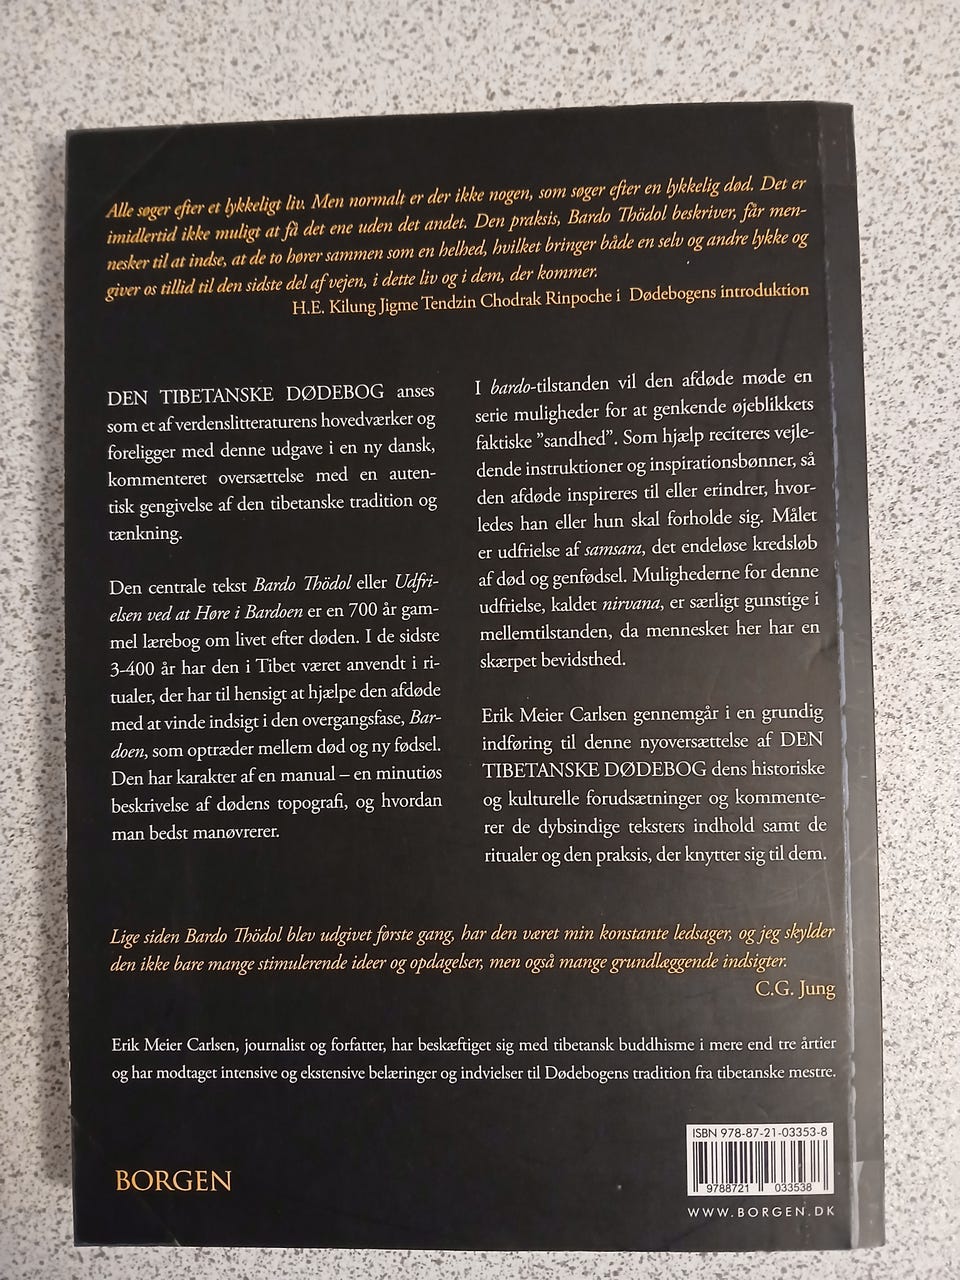 Alle søger efter et lykkeligt liv. Men normalt er der ikke nogen, som søger efter en lykkelig død. Det er
imidlertid ikke muligt at få det ene uden det andet. Den praksis, Bardo Thödol beskriver, får men-
nesker til at indse, at de to hører sammen som en helhed, hvilket bringer både en selv og andre lykke og
giver os tillid til den sidste del af vejen, i dette liv og i dem, der kommer.
H.E. Kilung Jigme Tendzin Chodrak Rinpoche i Dødebogens introduktion
DEN TIBETANSKE DØDEBOG anses
som et af verdenslitteraturens hovedværker og
foreligger med denne udgave i en ny dansk,
kommenteret oversættelse med en auten-
tisk gengivelse af den tibetanske tradition og
tænkning.
Den centrale tekst Bardo Thödol eller Udfri-
elsen ved at Høre i Bardoen er en 700 år gam-
mel lærebog om livet efter døden. I de sidste
3-400 år har den i Tibet været anvendt i ri-
tualer, der har til hensigt at hjælpe den afdøde
med at vinde indsigt i den overgangsfase, Bar-
doen, som optræder mellem død og ny fødsel.
Den har karakter af en manual – en minutiøs
beskrivelse af dødens topografi, og hvordan
man bedst manøvrerer.
I bardo-tilstanden vil den afdøde møde en
serie muligheder for at genkende øjeblikkets
faktiske ”sandhed”. Som hjælp reciteres vejle-
dende instruktioner og inspirationsbønner, så
den afdøde inspireres til eller erindrer, hvor-
ledes han eller hun skal forholde sig. Målet
er udfrielse af samsara, det endeløse kredsløb
af død og genfødsel. Mulighederne for denne
udfrielse, kaldet nirvana, er særligt gunstige i
mellemtilstanden, da mennesket her har en
skærpet bevidsthed.
Erik Meier Carlsen gennemgår i en grundig
indføring til denne nyoversættelse af DEN
TIBETANSKE DØDEBOG dens historiske
og kulturelle forudsætninger og kommente-
rer de dybsindige teksters indhold samt de
ritualer og den praksis, der knytter sig til dem.
Lige siden Bardo Thödol blev udgivet første gang, har den været min konstante ledsager, og jeg skylder
den ikke bare mange stimulerende ideer og opdagelser, men også mange grundlæggende indsigter.
C.G. Jung
Erik Meier Carlsen, journalist og forfatter, har beskæftiget sig med tibetansk buddhisme i mere end tre årtier
og har modtaget intensive og ekstensive belæringer og indvielser til Dødebogens tradition fra tibetanske mestre.
ISBN 978-87-21-03353-8
9788721 033538
BORGEN
WWW.BORGEN.DK